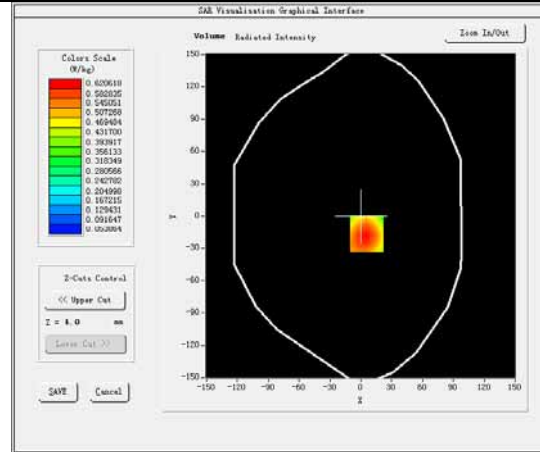 SAR Visualisation Graphical Interface
Volume Radiated Intensity
Zoom In/Out
Colors Scale
(W/kg)
0.620618
0.582835
0.545051
0.507268
0.469484
0.431700
0.393917
0.356133
0.318349
0.280566
0.242782
0.204998
0.167215
0.129431
0.091647
0.053864
150
120
90
60
30
0
-30
-60
-90
-120
-150
Y
-150 -120 -90 -60 -30 0 30 60 90 120 150
X
Z-Cuts Control
<< Upper Cut
Z = 4.0 mm
Lower Cut >>
SAVE Cancel